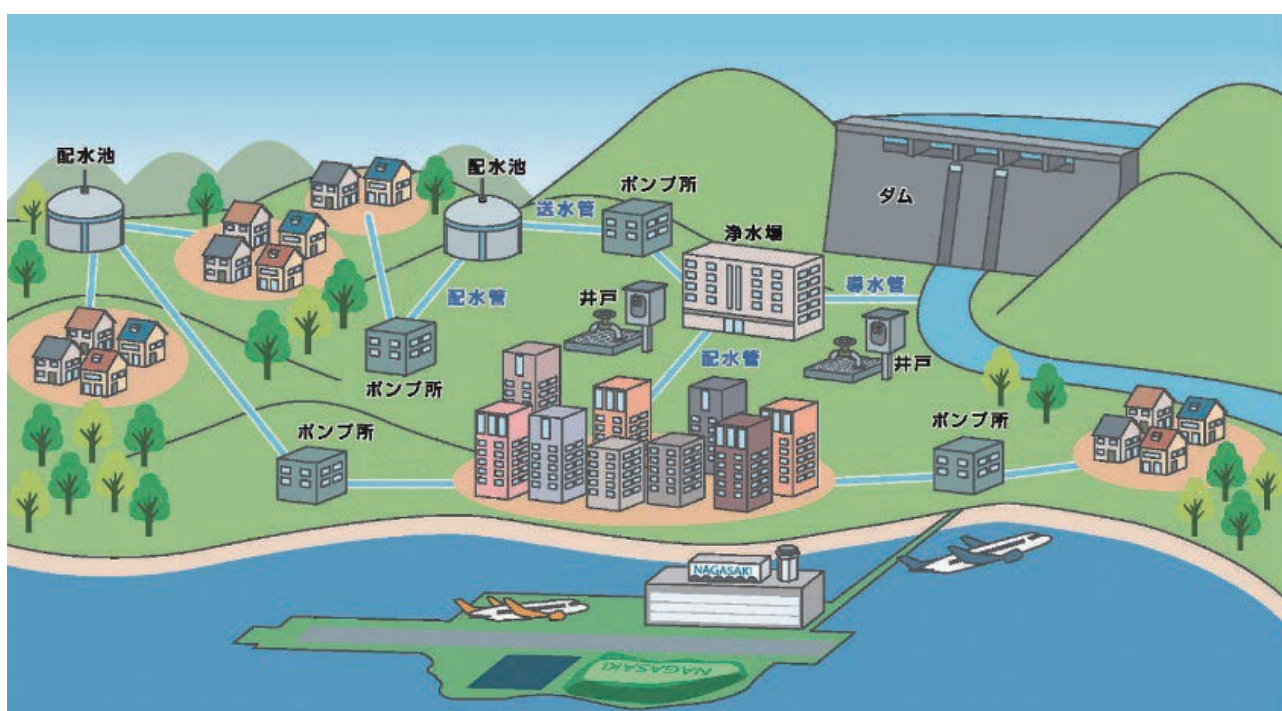 配水池
配水池
ポンプ所
ダム
送水管
浄水場
導水管
配水管
井戸
ポンプ所
配水管
井戸
ポンプ所
ポンプ所
NAGASAKI
NAGASAKI